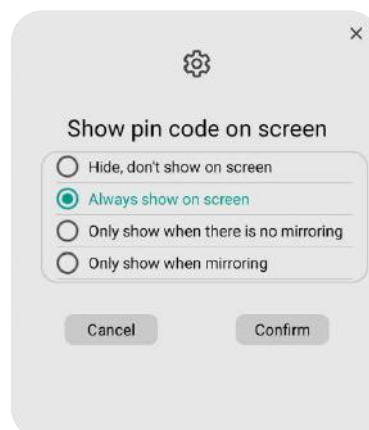 Show pin code on screen
Hide, don't show on screen
Always show on screen
Only show when there is no mirroring
Only show when mirroring
Cancel
Confirm